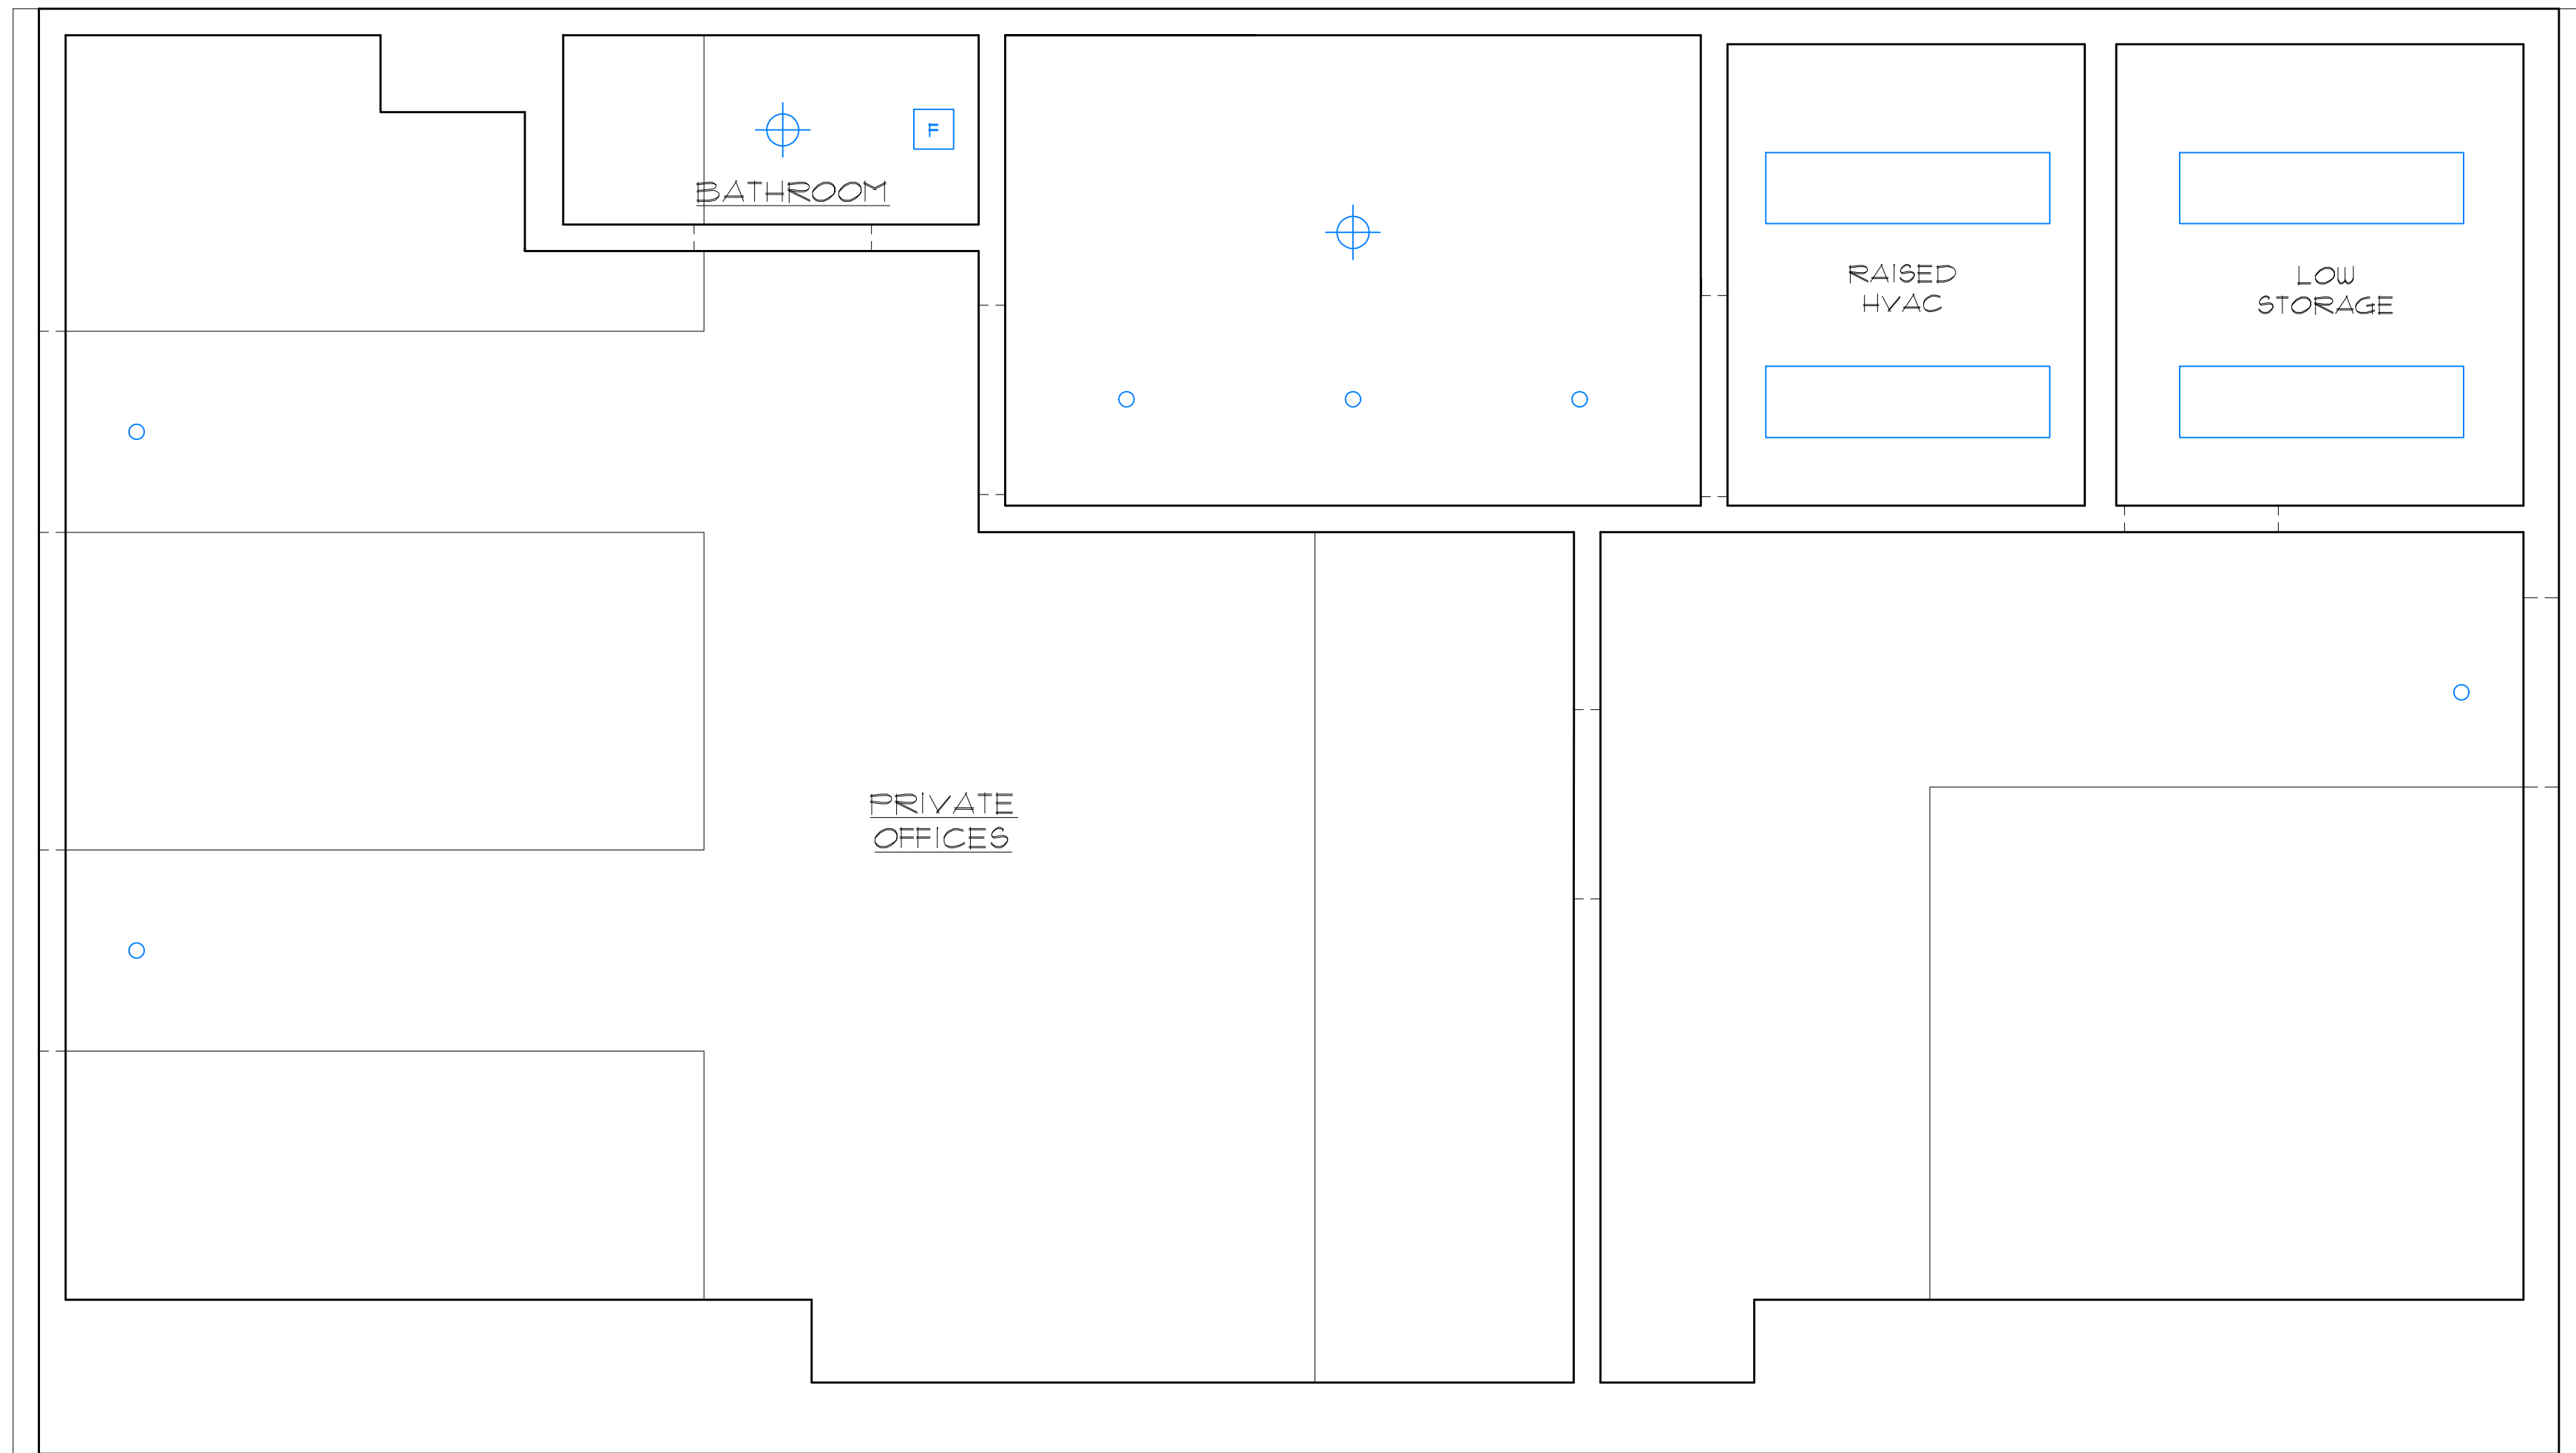 F
BATHROOM
RAISED
HVAC
LOW
STORAGE
PRIVATE
OFFICES